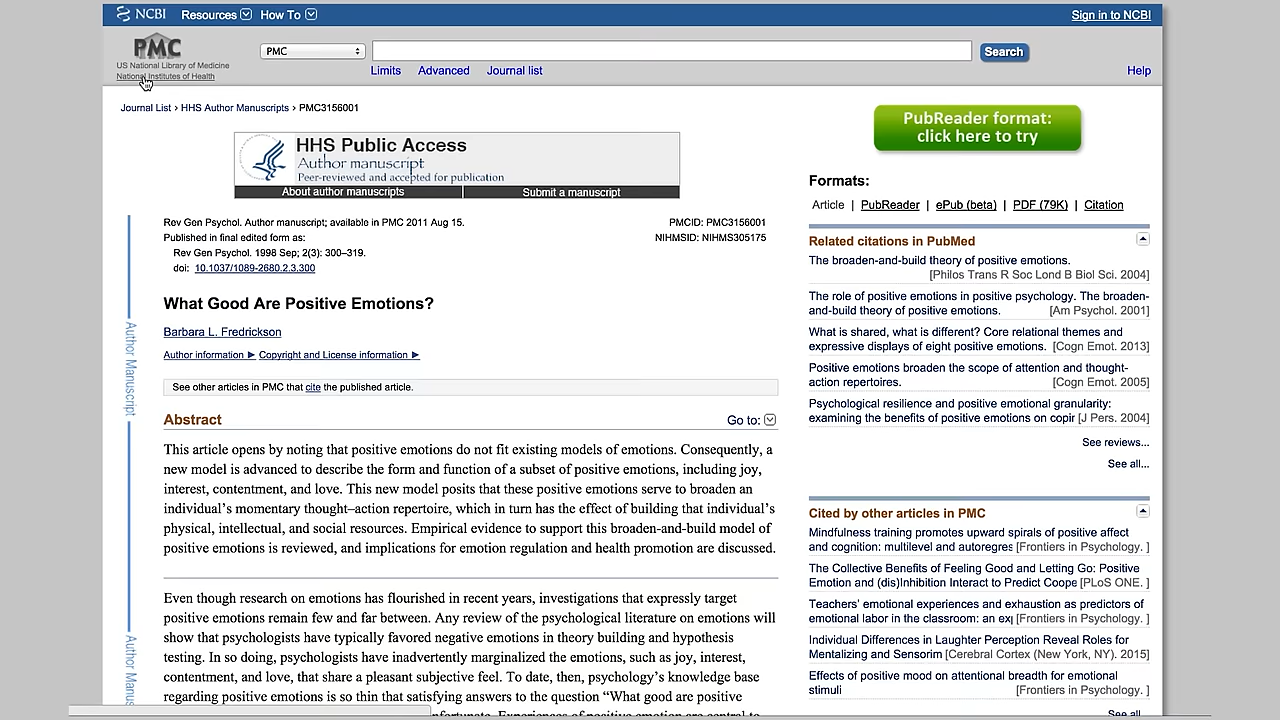 NCBI Resources How To Sign in to NCBI
PMC
US National Library of Medicine
National Institutes of Health
PMC Search
Limits Advanced Journal list Help
Journal List › HHS Author Manuscripts › PMC3156001
HHS Public Access
Author manuscript
Peer-reviewed and accepted for publication
About author manuscripts Submit a manuscript
Rev Gen Psychol. Author manuscript; available in PMC 2011 Aug 15. PMCID: PMC3156001
Published in final edited form as: NIHMSID: NIHMS305175
Rev Gen Psychol. 1998 Sep; 2(3): 300–319.
doi: 10.1037/1089-2680.2.3.300
What Good Are Positive Emotions?
Barbara L. Fredrickson
Author information ► Copyright and License information ►
See other articles in PMC that cite the published article.
Abstract Go to:
This article opens by noting that positive emotions do not fit existing models of emotions. Consequently, a
new model is advanced to describe the form and function of a subset of positive emotions, including joy,
interest, contentment, and love. This new model posits that these positive emotions serve to broaden an
individual's momentary thought–action repertoire, which in turn has the effect of building that individual's
physical, intellectual, and social resources. Empirical evidence to support this broaden-and-build model of
positive emotions is reviewed, and implications for emotion regulation and health promotion are discussed.
Even though research on emotions has flourished in recent years, investigations that expressly target
positive emotions remain few and far between. Any review of the psychological literature on emotions will
show that psychologists have typically favored negative emotions in theory building and hypothesis
testing. In so doing, psychologists have inadvertently marginalized the emotions, such as joy, interest,
contentment, and love, that share a pleasant subjective feel. To date, then, psychology's knowledge base
regarding positive emotions is so thin that satisfying answers to the question “What good are positive
Author Manuscript
Author Manus
PubReader format:
click here to try
Formats:
Article | PubReader | ePub (beta) | PDF (79K) | Citation
Related citations in PubMed
The broaden-and-build theory of positive emotions.
[Philos Trans R Soc Lond B Biol Sci. 2004]
The role of positive emotions in positive psychology. The broaden-
and-build theory of positive emotions. [Am Psychol. 2001]
What is shared, what is different? Core relational themes and
expressive displays of eight positive emotions. [Cogn Emot. 2013]
Positive emotions broaden the scope of attention and thought-
action repertoires. [Cogn Emot. 2005]
Psychological resilience and positive emotional granularity:
examining the benefits of positive emotions on copir [J Pers. 2004]
See reviews...
See all...
Cited by other articles in PMC
Mindfulness training promotes upward spirals of positive affect
and cognition: multilevel and autoregres [Frontiers in Psychology. ]
The Collective Benefits of Feeling Good and Letting Go: Positive
Emotion and (dis)Inhibition Interact to Predict Coope [PLoS ONE. ]
Teachers' emotional experiences and exhaustion as predictors of
emotional labor in the classroom: an ex [Frontiers in Psychology. ]
Individual Differences in Laughter Perception Reveal Roles for
Mentalizing and Sensorim [Cerebral Cortex (New York, NY). 2015]
Effects of positive mood on attentional breadth for emotional
stimuli [Frontiers in Psychology. ]
See all